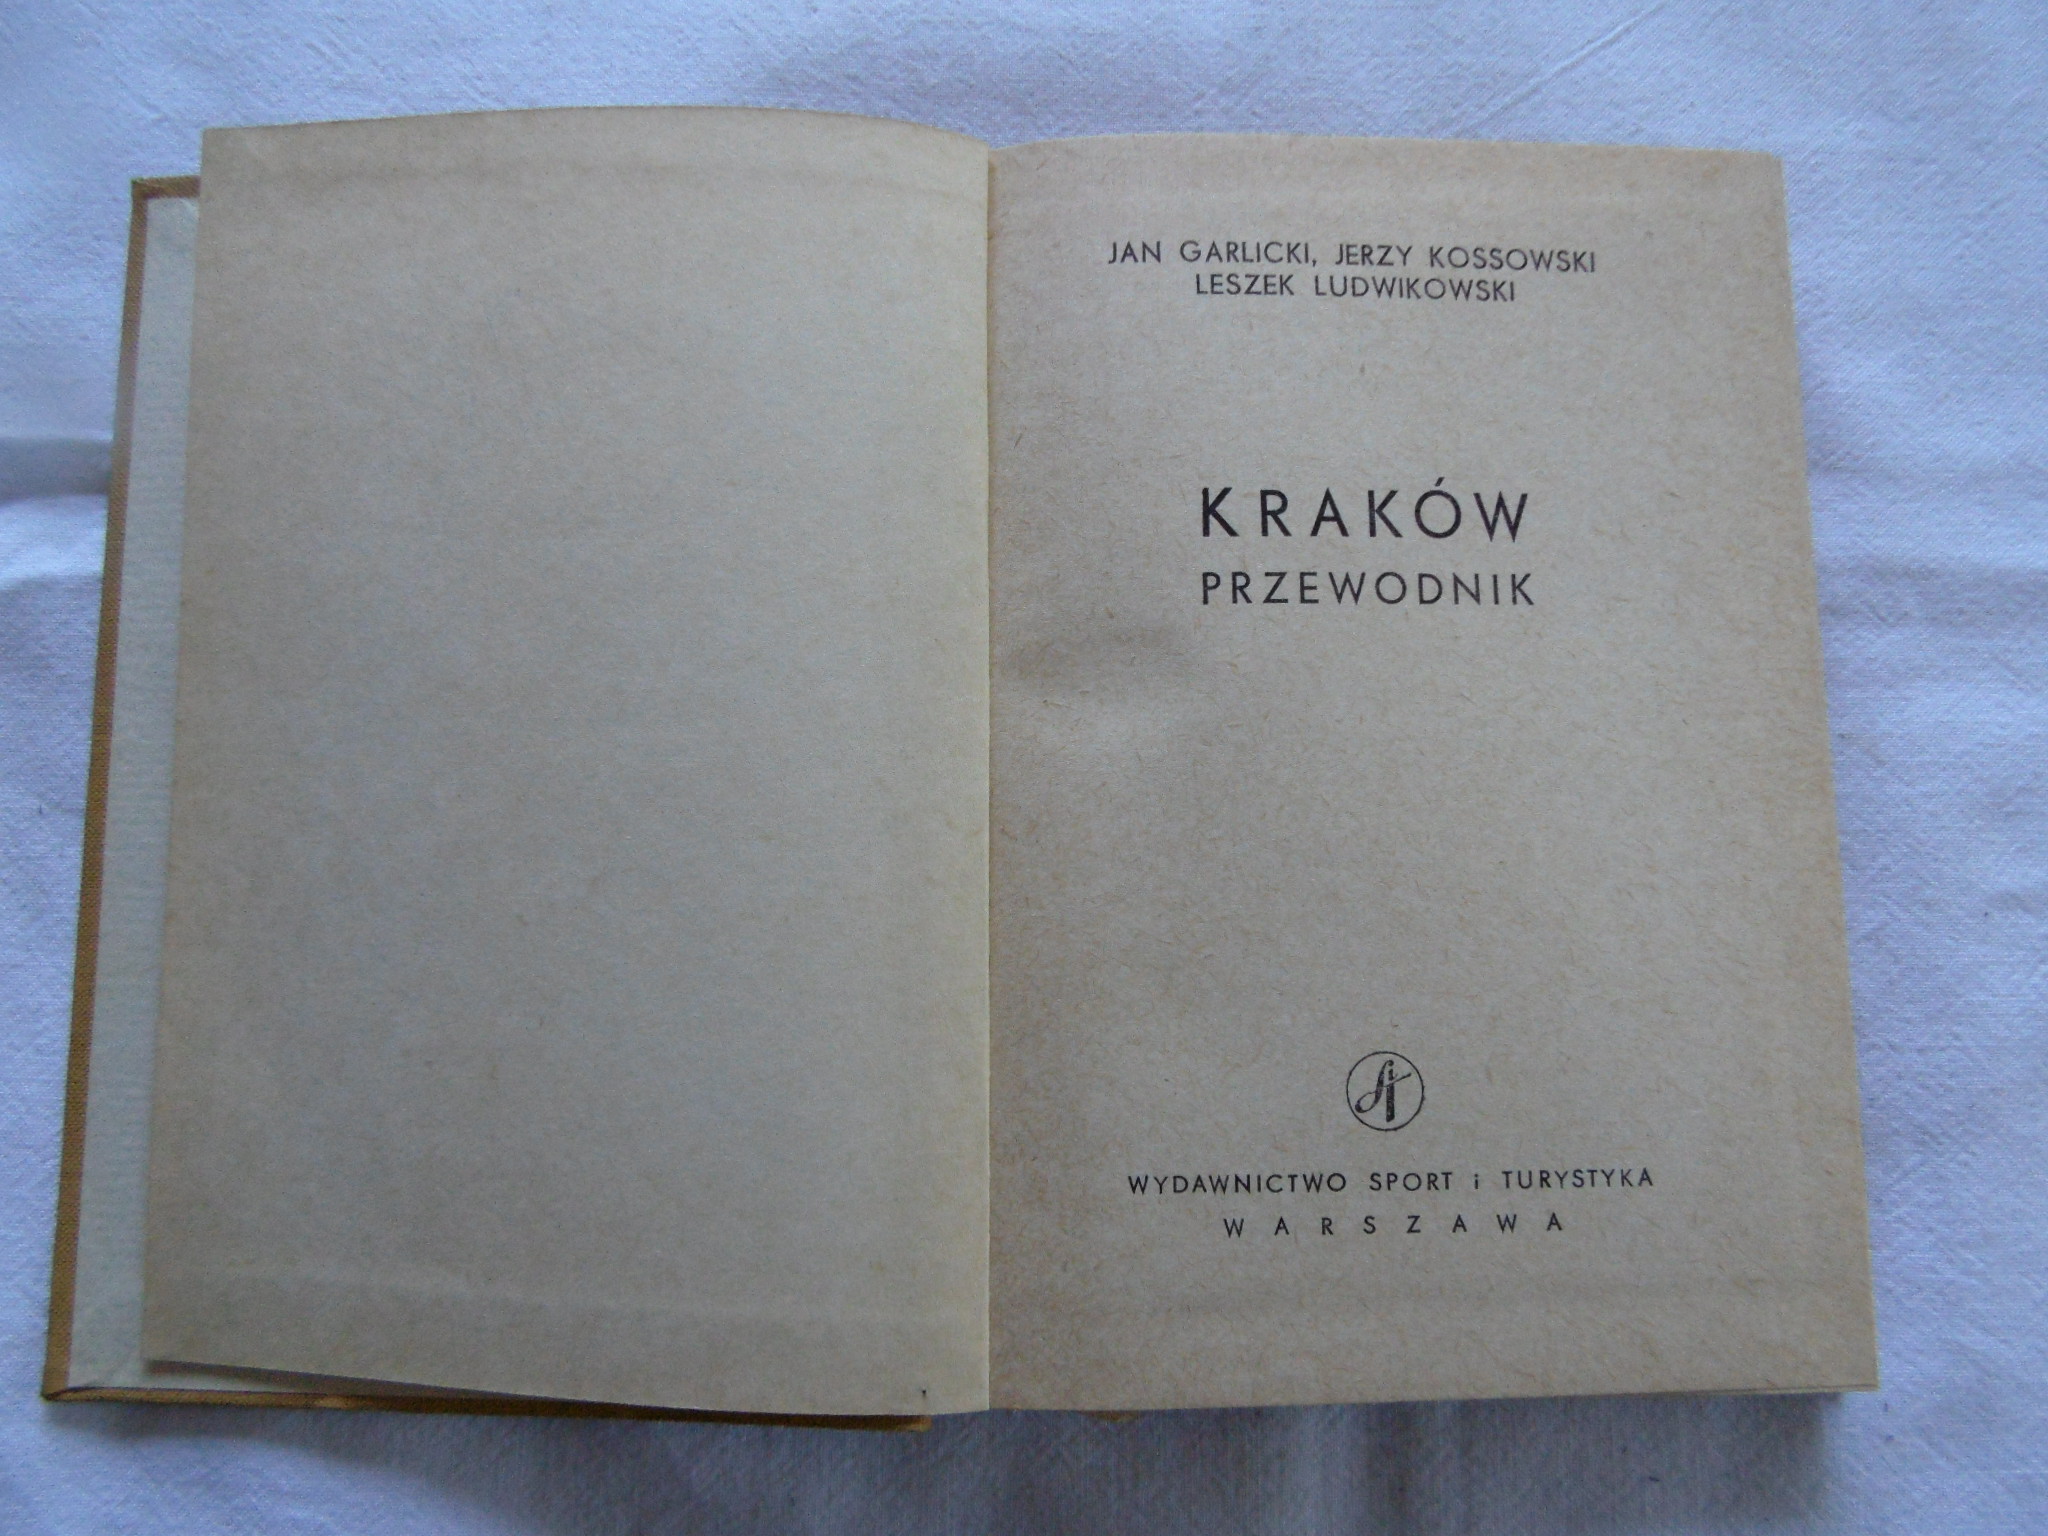 JAN GARLICKI, JERZY KOSSOWSKI
LESZEK LUDWIKOWSKI
KRAKÓW
PRZEWODNIK
WYDAWNICTWO SPORT i TURYSTYKA
WARSZAWA